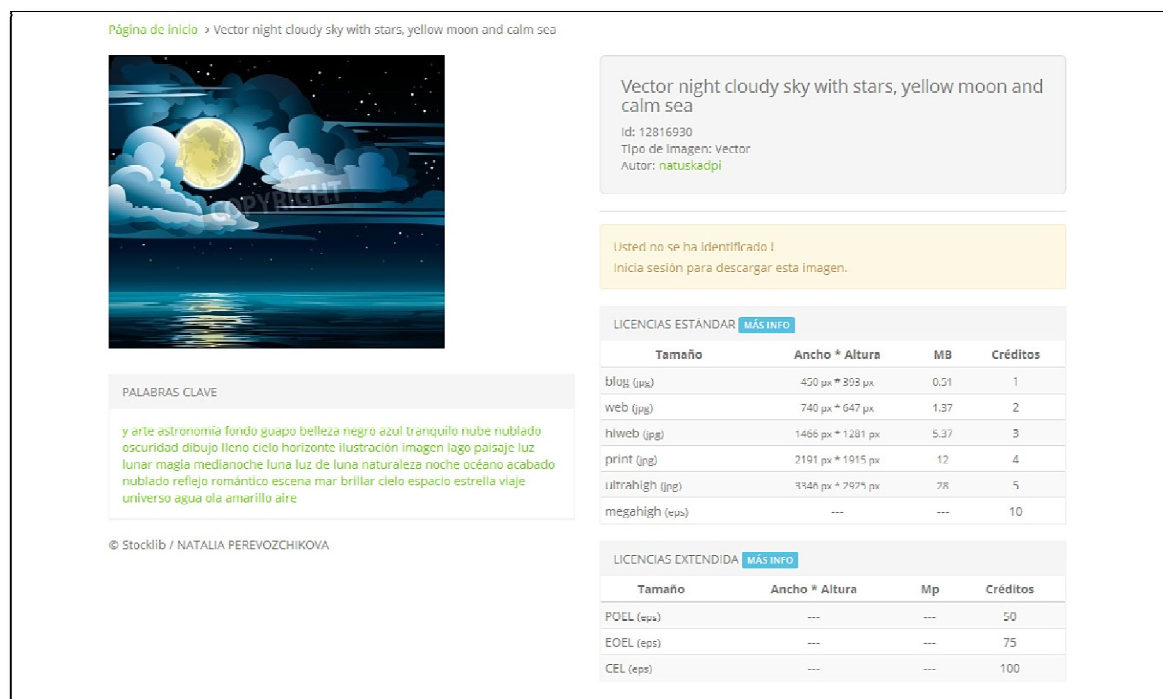 Página de inicio > Vector night cloudy sky with stars, yellow moon and calm sea
COPYRIGHT
PALABRAS CLAVE
y arte astronomía fondo guapo belleza negro azul tranquilo nube nublado
oscuridad dibujo lleno cielo horizonte ilustración imagen lago paisaje luz
lunar magia medianoche luna luz de luna naturaleza noche océano acabado
nublado reflejo romántico escena mar brillar cielo espacio estrella viaje
universo agua ola amarillo aire
© Stocklib / NATALIA PEREVOZCHIKOVA
Vector night cloudy sky with stars, yellow moon and
calm sea
Id: 12816930
Tipo de imagen: Vector
Autor: natuskadpi
Usted no se ha identificado !
Inicia sesión para descargar esta imagen.
LICENCIAS ESTÁNDAR MÁS INFO
Tamaño Ancho * Altura MB Créditos
blog (jpg) 450 px * 393 px 0.51 1
web (jpg) 740 px * 647 px 1.37 2
hiweb (jpg) 1466 px * 1281 px 5.37 3
print (jpg) 2191 px * 1915 px 12 4
ultrahigh (jpg) 3346 px * 2925 px 28 5
megahigh (eps) --- --- 10
LICENCIAS EXTENDIDA MÁS INFO
Tamaño Ancho * Altura Mp Créditos
POEL (eps) --- --- 50
EOEL (eps) --- --- 75
CEL (eps) --- --- 100